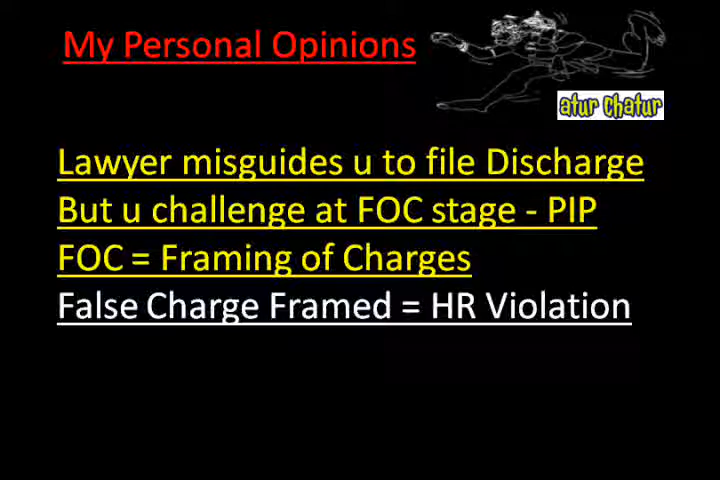 My Personal Opinions
atur chatur
Lawyer misguides u to file Discharge
But u challenge at FOC stage - PIP
FOC = Framing of Charges
False Charge Framed = HR Violation